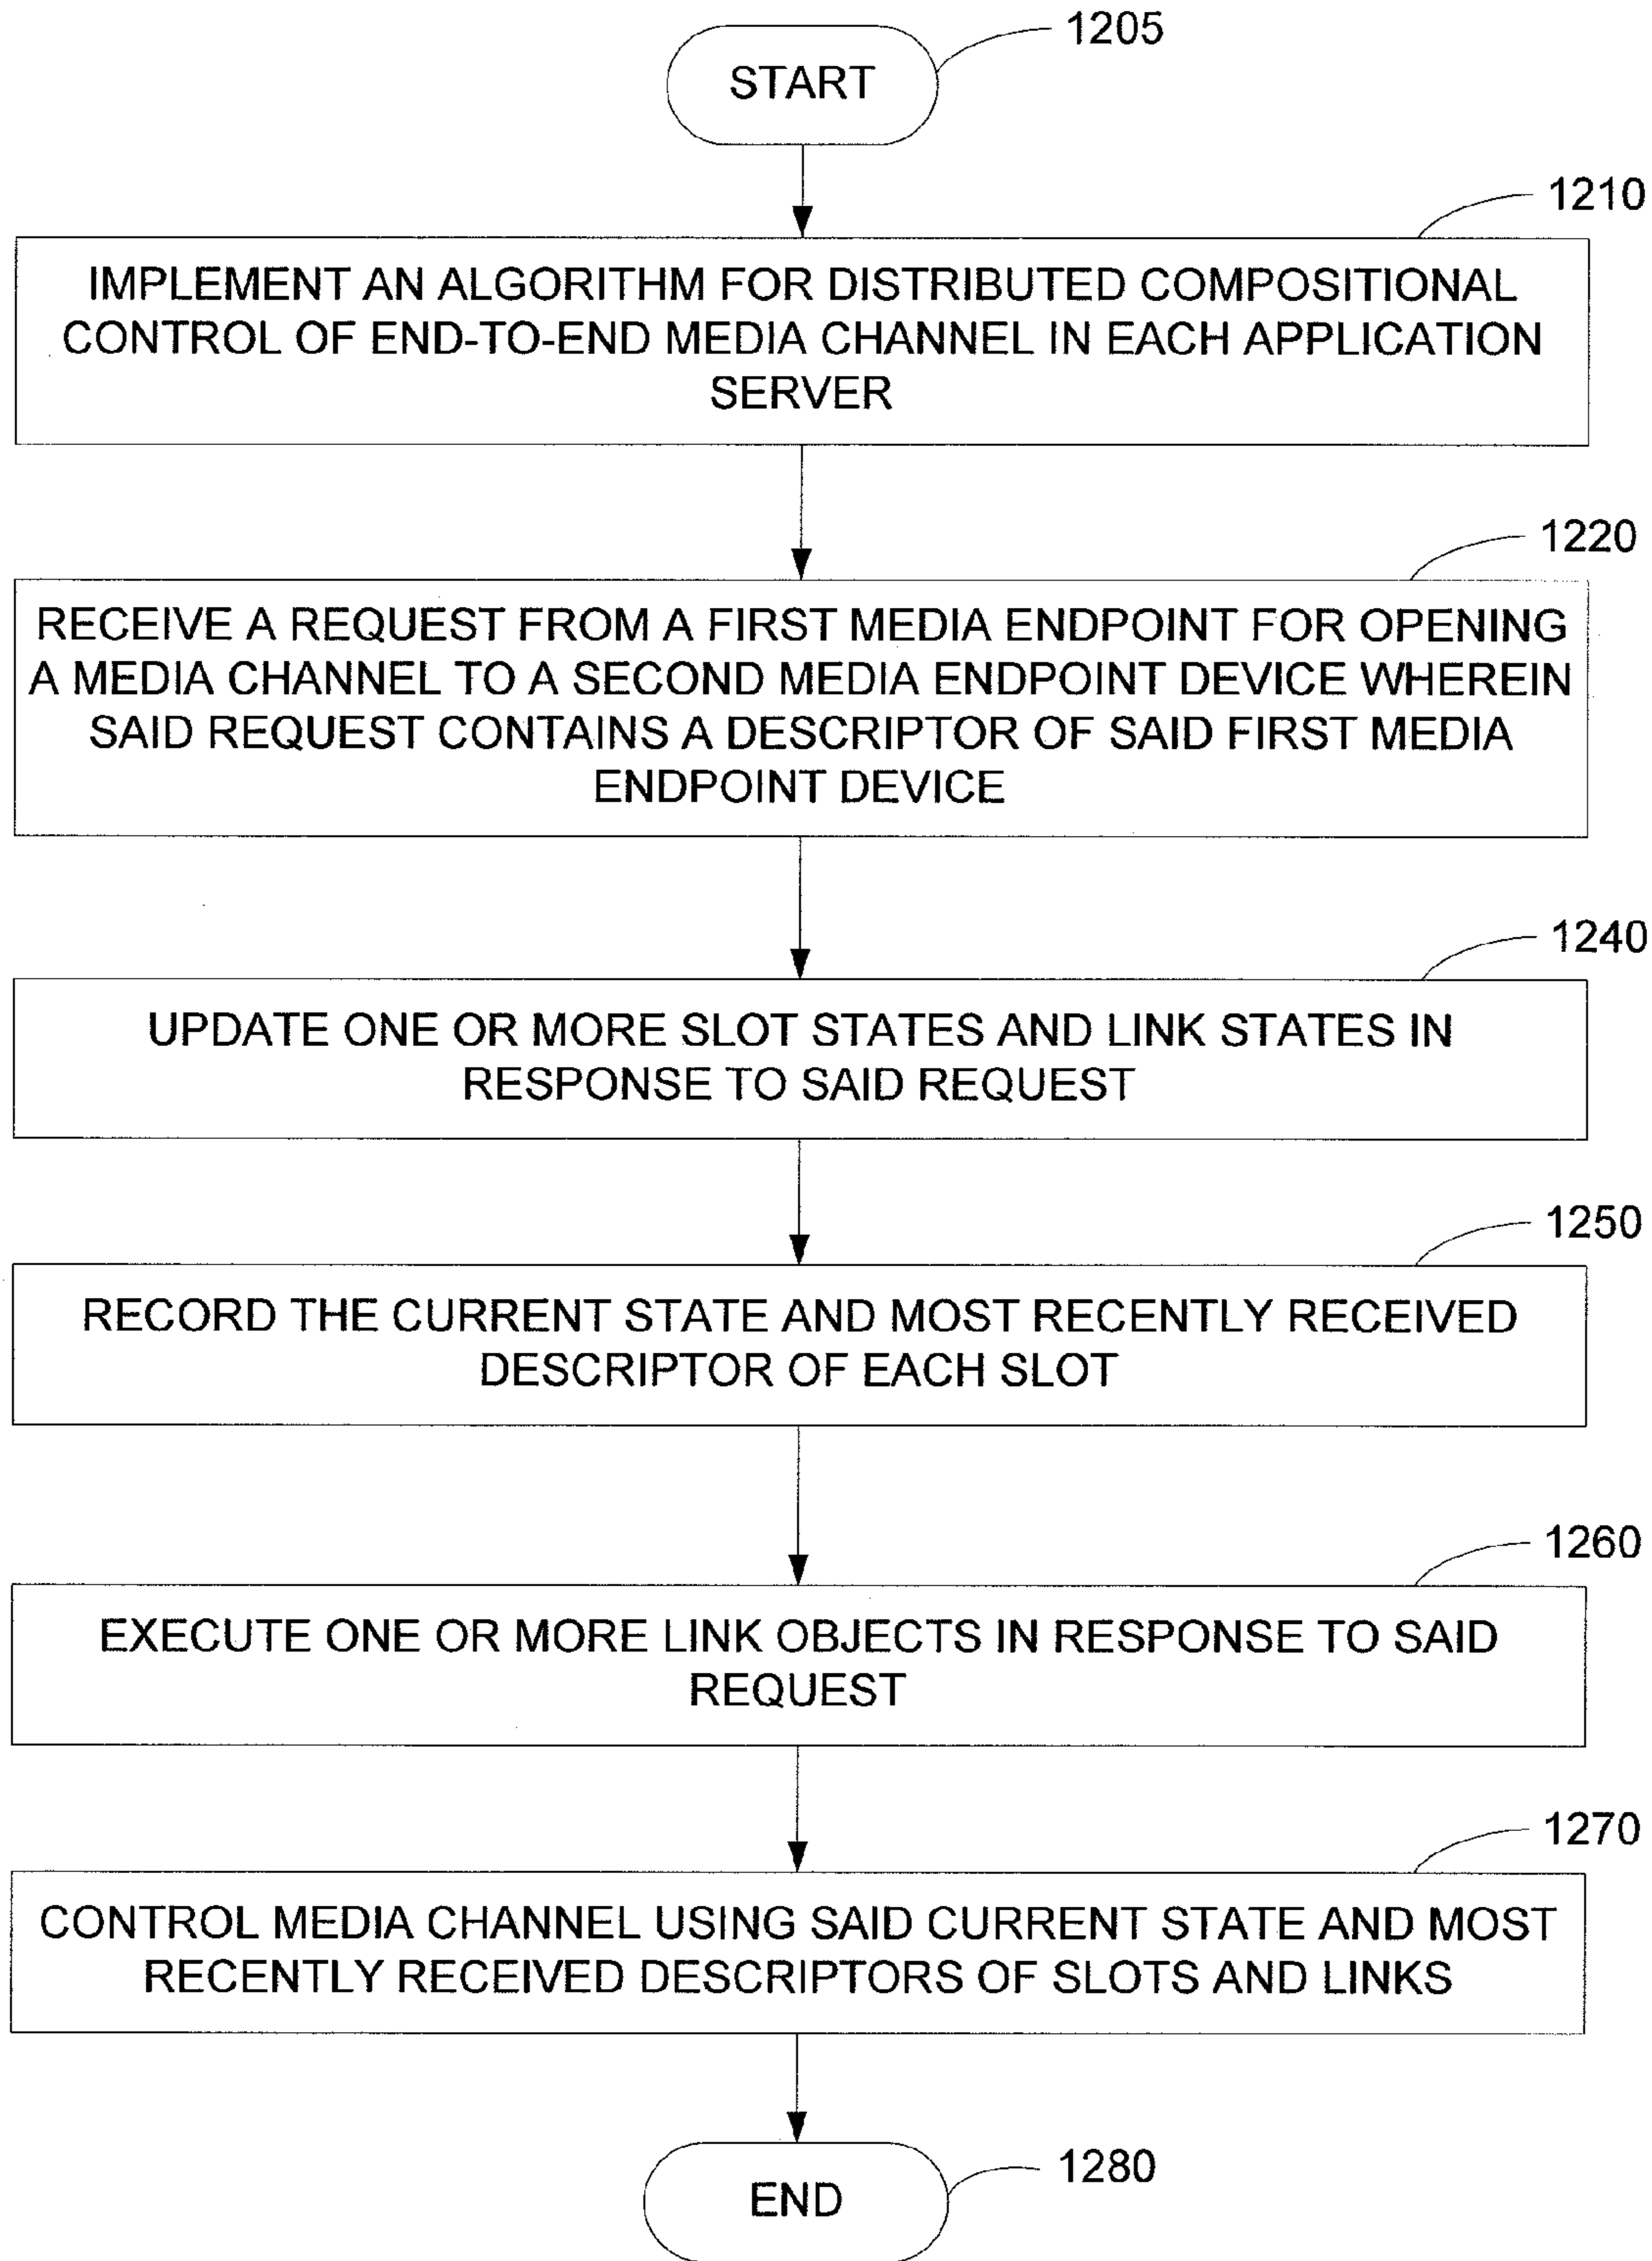 1205
START
1210
IMPLEMENT AN ALGORITHM FOR DISTRIBUTED COMPOSITIONAL
CONTROL OF END-TO-END MEDIA CHANNEL IN EACH APPLICATION
SERVER
1220
RECEIVE A REQUEST FROM A FIRST MEDIA ENDPOINT FOR OPENING
A MEDIA CHANNEL TO A SECOND MEDIA ENDPOINT DEVICE WHEREIN
SAID REQUEST CONTAINS A DESCRIPTOR OF SAID FIRST MEDIA
ENDPOINT DEVICE
1240
UPDATE ONE OR MORE SLOT STATES AND LINK STATES IN
RESPONSE TO SAID REQUEST
1250
RECORD THE CURRENT STATE AND MOST RECENTLY RECEIVED
DESCRIPTOR OF EACH SLOT
1260
EXECUTE ONE OR MORE LINK OBJECTS IN RESPONSE TO SAID
REQUEST
1270
CONTROL MEDIA CHANNEL USING SAID CURRENT STATE AND MOST
RECENTLY RECEIVED DESCRIPTORS OF SLOTS AND LINKS
1280
END